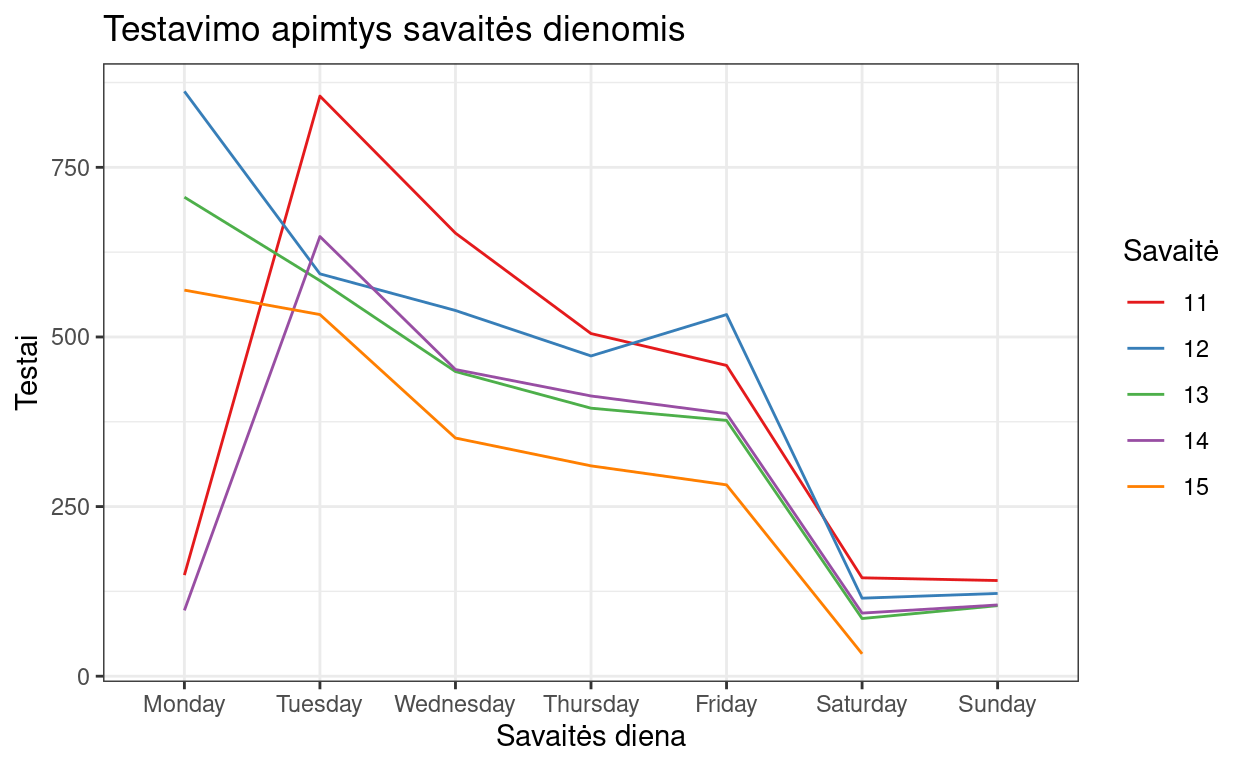 Testavimo apimtys savaitės dienomis
Testai
750
500
250
0
Monday Tuesday Wednesday Thursday Friday Saturday Sunday
Savaitės diena
Savaitė
11
12
13
14
15